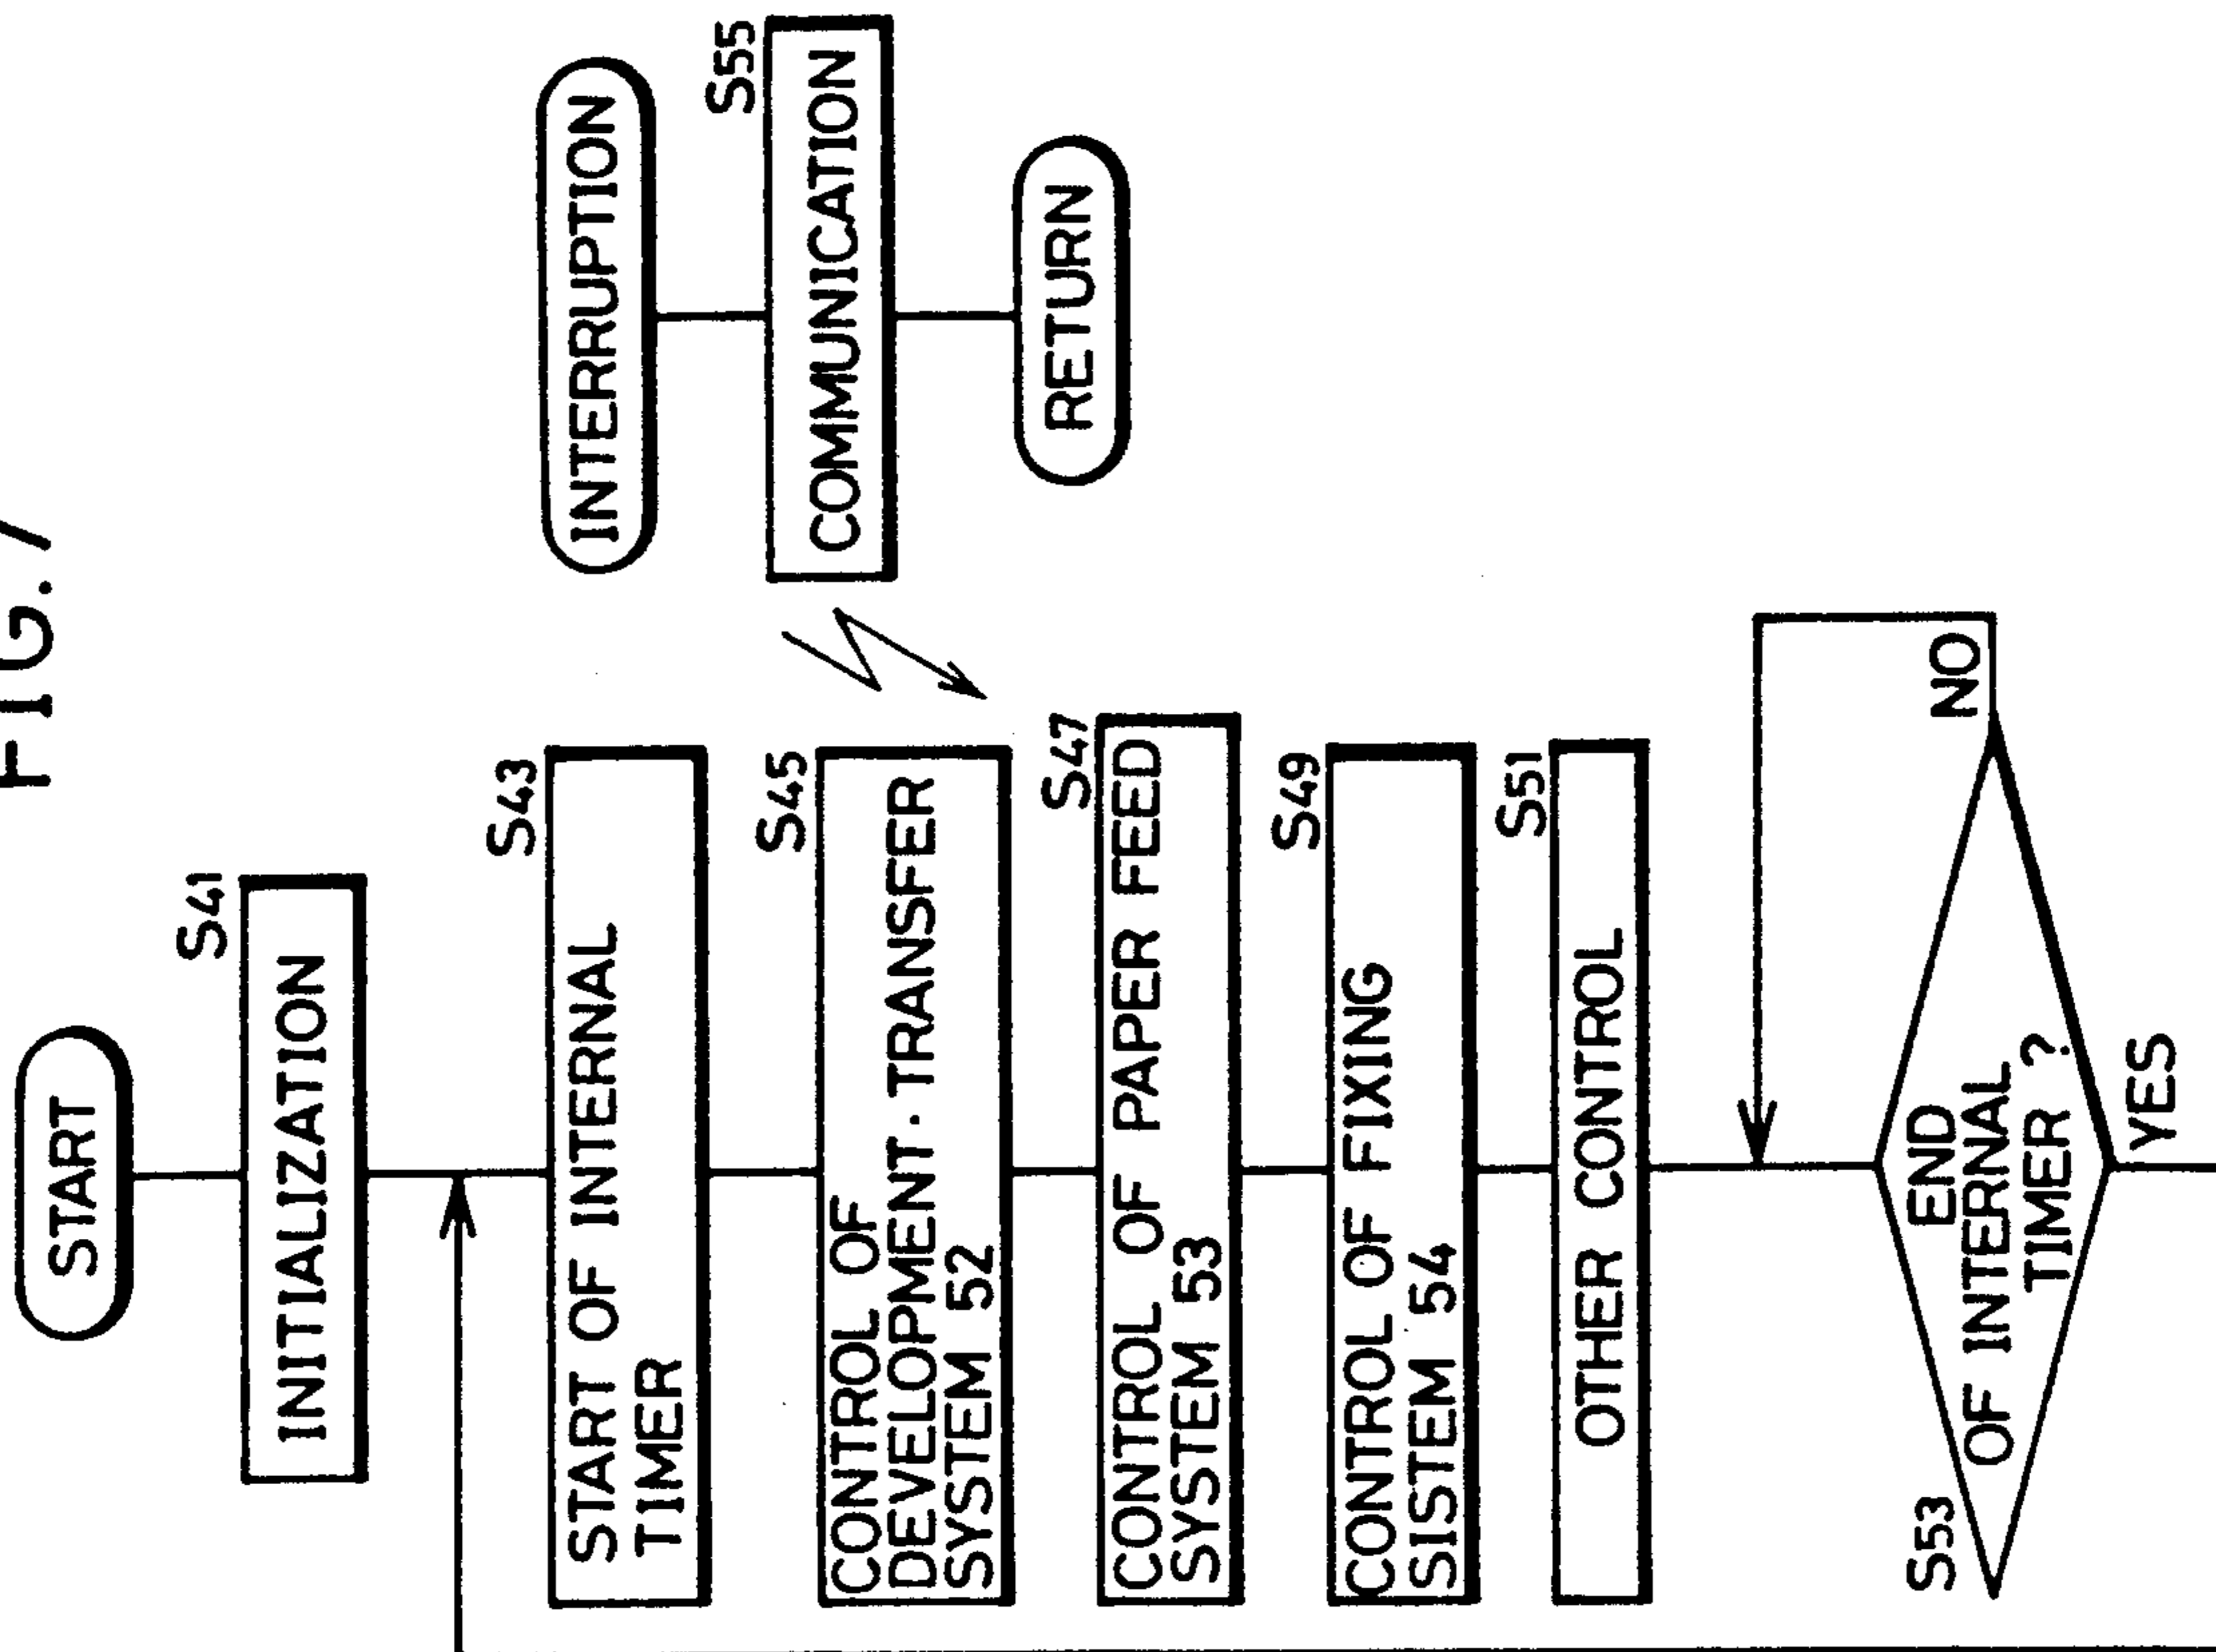 FIG. 7
START
S41
INITIALIZATION
S43
START OF INTERNAL
TIMER
S45
CONTROL OF
DEVELOPMENT·TRANSFER
SYSTEM 52
S47
CONTROL OF PAPER FEED
SYSTEM 53
S49
CONTROL OF FIXING
SISTEM 54
S51
OTHER CONTROL
S53
END
OF INTERNAL
TIMER ?
NO
YES
INTERRUPTION
S55
COMMUNICATION
RETURN